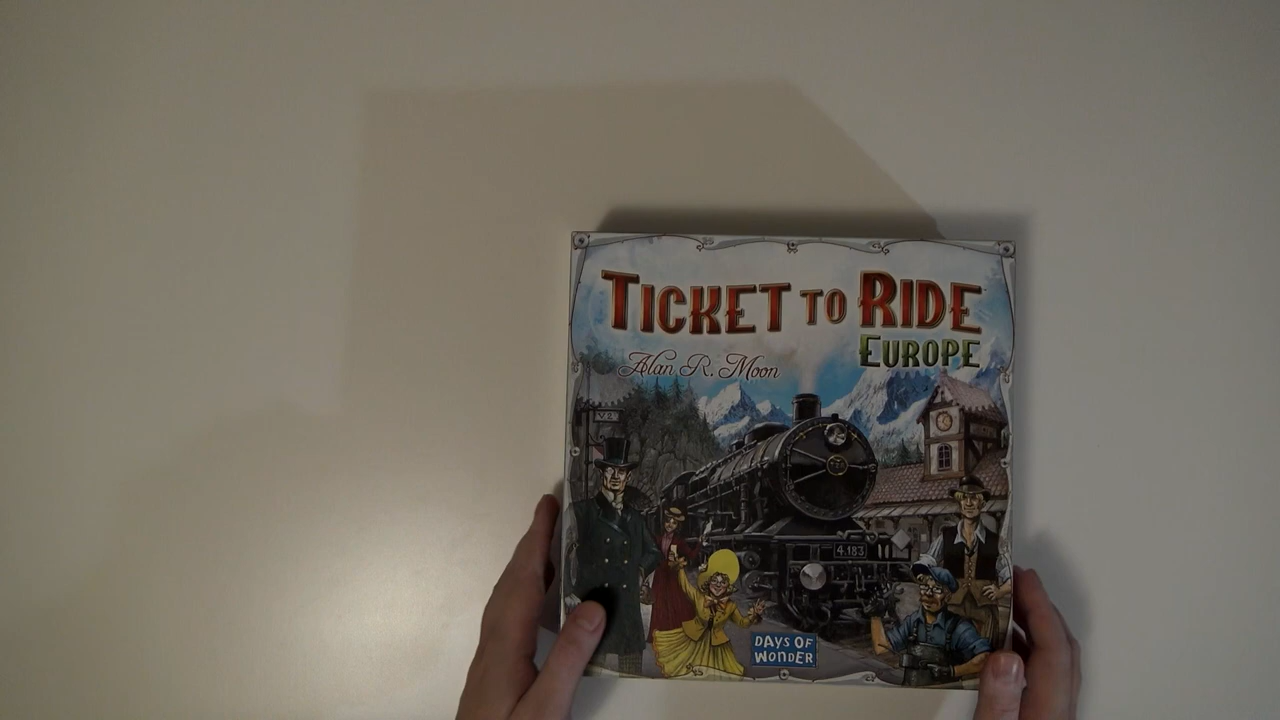 TICKET TO RIDE
EUROPE
Alan R. Moon
4.183
DAYS OF
WONDER